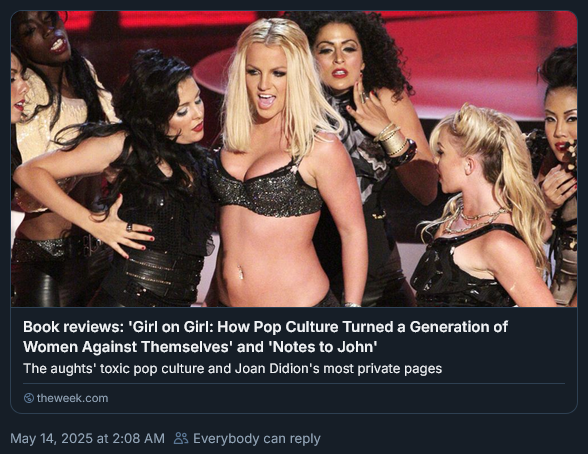 Book reviews: 'Girl on Girl: How Pop Culture Turned a Generation of
Women Against Themselves' and 'Notes to John'
The aughts' toxic pop culture and Joan Didion's most private pages
theweek.com
May 14, 2025 at 2:08 AM Everybody can reply